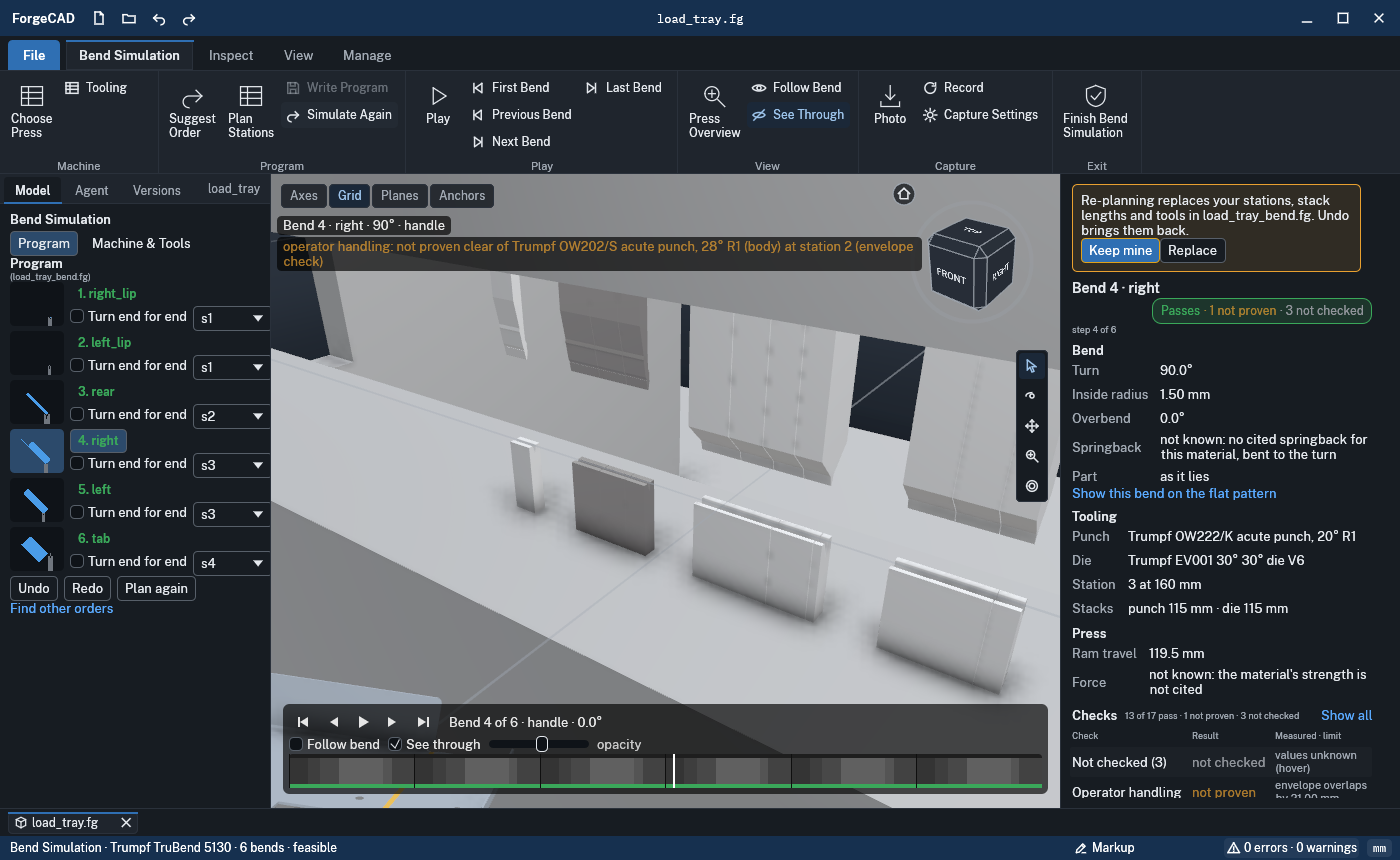 ForgeCAD
load_tray.fg
File
Bend Simulation
Inspect
View
Manage
Choose Press
Tooling
Machine
Suggest Order
Plan Stations
Write Program
Simulate Again
Program
Play
First Bend
Previous Bend
Next Bend
Last Bend
Play
Press Overview
Follow Bend
See Through
View
Photo
Record
Capture Settings
Capture
Finish Bend Simulation
Exit
Model
Agent
Versions
load_tray
Bend Simulation
Program
Machine & Tools
Program
(load_tray_bend.fg)
1. right_lip
Turn end for end
s1
2. left_lip
Turn end for end
s1
3. rear
Turn end for end
s2
4. right
Turn end for end
s3
5. left
Turn end for end
s3
6. tab
Turn end for end
s4
Undo
Redo
Plan again
Find other orders
Axes
Grid
Planes
Anchors
Bend 4 · right · 90° · handle
operator handling: not proven clear of Trumpf OW202/S acute punch, 28° R1 (body) at station 2 (envelope
check)
TOP
FRONT
RIGHT
Bend 4 of 6 · handle · 0.0°
Follow bend
See through
opacity
Re-planning replaces your stations, stack
lengths and tools in load_tray_bend.fg. Undo
brings them back.
Keep mine
Replace
Bend 4 · right
Passes · 1 not proven · 3 not checked
step 4 of 6
Bend
Turn 90.0°
Inside radius 1.50 mm
Overbend 0.0°
Springback not known: no cited springback for
this material, bent to the turn
Part as it lies
Show this bend on the flat pattern
Tooling
Punch Trumpf OW222/K acute punch, 20° R1
Die Trumpf EV001 30° 30° die V6
Station 3 at 160 mm
Stacks punch 115 mm · die 115 mm
Press
Ram travel 119.5 mm
Force not known: the material's strength is
not cited
Checks 13 of 17 pass · 1 not proven · 3 not checked Show all
Check Result Measured · limit
Not checked (3) not checked values unknown
(hover)
Operator handling not proven envelope overlaps
by 21.00 mm
load_tray.fg
Bend Simulation · Trumpf TruBend 5130 · 6 bends · feasible
Markup
0 errors · 0 warnings
mm